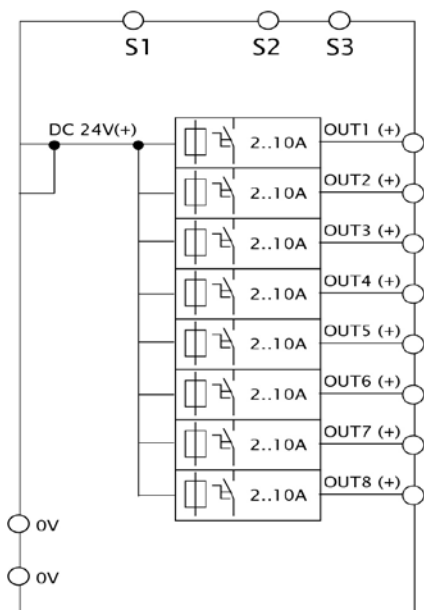 S1 S2 S3
DC 24V(+)
2..10A OUT1 (+)
2..10A OUT2 (+)
2..10A OUT3 (+)
2..10A OUT4 (+)
2..10A OUT5 (+)
2..10A OUT6 (+)
2..10A OUT7 (+)
2..10A OUT8 (+)
0V
0V